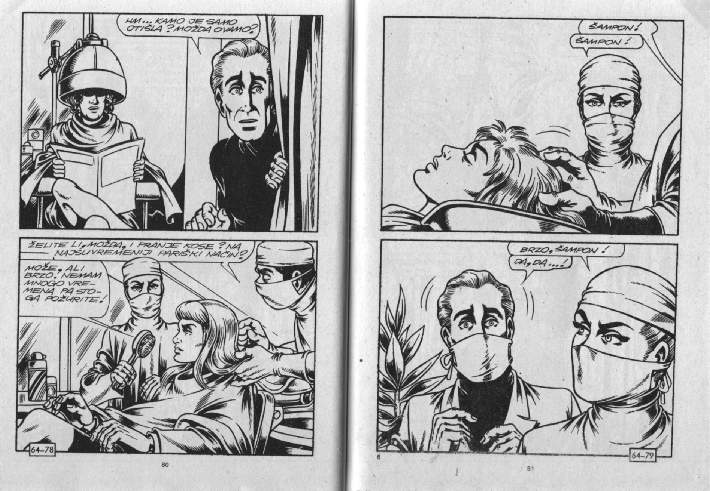 HM... KAMO JE SAMO
OTIŠLA? MOŽDA OVAMO?
ŽELITE LI, MOŽDA, I PRANJE KOSE? NA
NAJSUVREMENIJI PARIŠKI NAČIN?
MOŽE, ALI
BRZO! NEMAM
MNOGO VRE-
MENA PA STO-
GA POŽURITE!
64-78
80
ŠAMPON!
ŠAMPON!
BRZO, ŠAMPON!
DA, DA...!
6
81
64-79